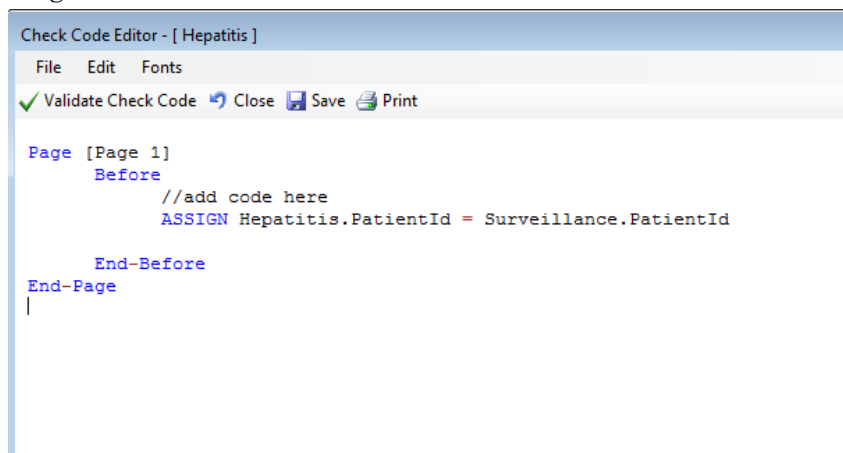 Check Code Editor - [ Hepatitis ]
File Edit Fonts
Validate Check Code Close Save Print
Page [Page 1]
Before
//add code here
ASSIGN Hepatitis.PatientId = Surveillance.PatientId
End-Before
End-Page